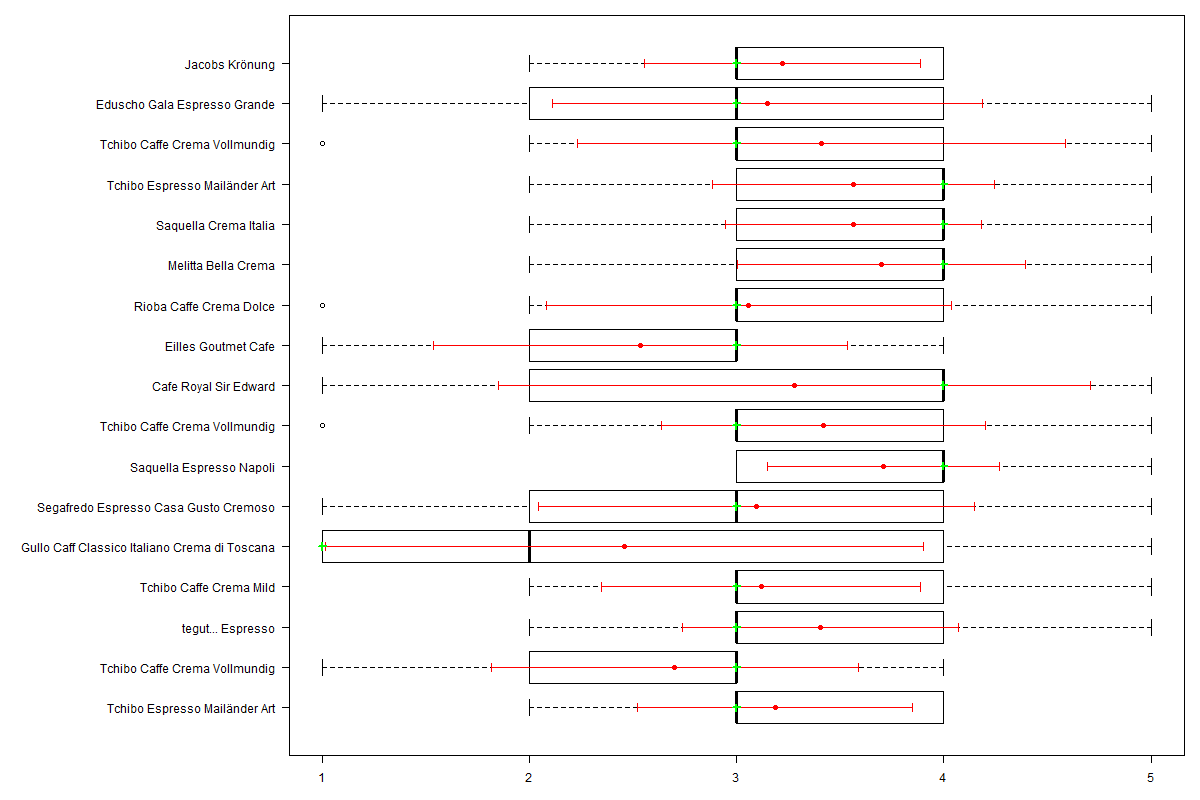 Jacobs Krönung
Eduscho Gala Espresso Grande
Tchibo Caffe Crema Vollmundig
Tchibo Espresso Mailänder Art
Saquella Crema Italia
Melitta Bella Crema
Rioba Caffe Crema Dolce
Eilles Goutmet Cafe
Cafe Royal Sir Edward
Tchibo Caffe Crema Vollmundig
Saquella Espresso Napoli
Segafredo Espresso Casa Gusto Cremoso
Gullo Caff Classico Italiano Crema di Toscana
Tchibo Caffe Crema Mild
tegut... Espresso
Tchibo Caffe Crema Vollmundig
Tchibo Espresso Mailänder Art
1 2 3 4 5